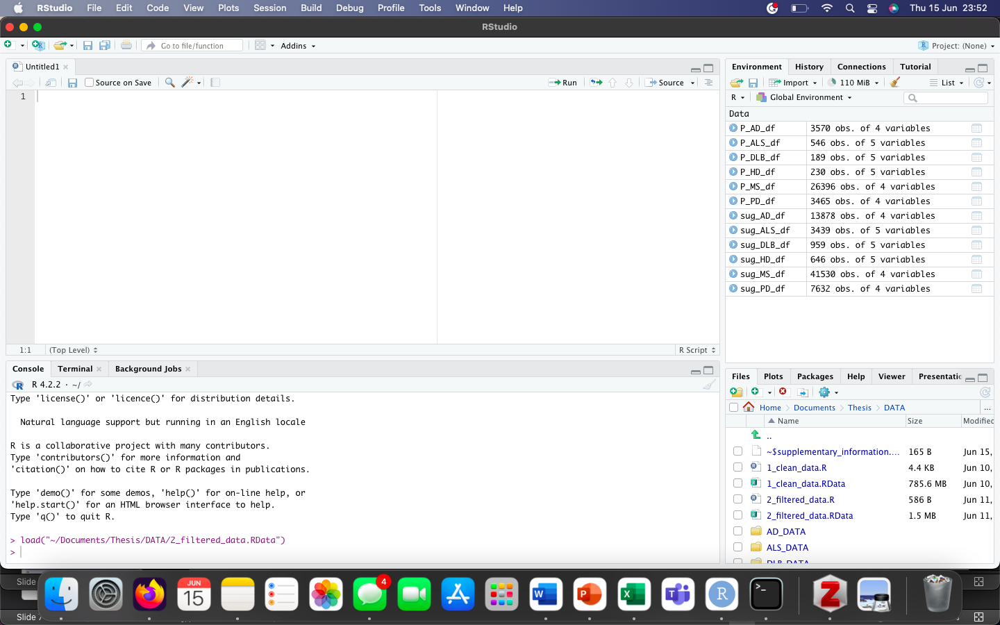 RStudio File Edit Code View Plots Session Build Debug Profile Tools Window Help Thu 15 Jun 23:52
RStudio
Go to file/function Addins Project: (None)
Untitled1
Source on Save Run Source
1
1:1 (Top Level) R Script
Console Terminal Background Jobs
R 4.2.2 · ~/
Type 'license()' or 'licence()' for distribution details.
Natural language support but running in an English locale
R is a collaborative project with many contributors.
Type 'contributors()' for more information and
'citation()' on how to cite R or R packages in publications.
Type 'demo()' for some demos, 'help()' for on-line help, or
'help.start()' for an HTML browser interface to help.
Type 'q()' to quit R.
> load("~/Documents/Thesis/DATA/2_filtered_data.RData")
>
Environment History Connections Tutorial
Import 110 MiB List
R Global Environment
Data
P_AD_df 3570 obs. of 4 variables
P_ALS_df 546 obs. of 5 variables
P_DLB_df 189 obs. of 5 variables
P_HD_df 230 obs. of 5 variables
P_MS_df 26396 obs. of 4 variables
P_PD_df 3465 obs. of 4 variables
sug_AD_df 13878 obs. of 4 variables
sug_ALS_df 3439 obs. of 5 variables
sug_DLB_df 959 obs. of 5 variables
sug_HD_df 646 obs. of 5 variables
sug_MS_df 41530 obs. of 4 variables
sug_PD_df 7632 obs. of 4 variables
Files Plots Packages Help Viewer Presentatic
Home Documents Thesis DATA ...
Name Size Modified
..
~$supplementary_information.... 165 B Jun 15,
1_clean_data.R 4.4 KB Jun 10,
1_clean_data.RData 785.6 MB Jun 10,
2_filtered_data.R 586 B Jun 11,
2_filtered_data.RData 1.5 MB Jun 11,
AD_DATA
ALS_DATA
DLB_DATA
Slide
Slide
JUN
15
4
W P X T R >_ Z